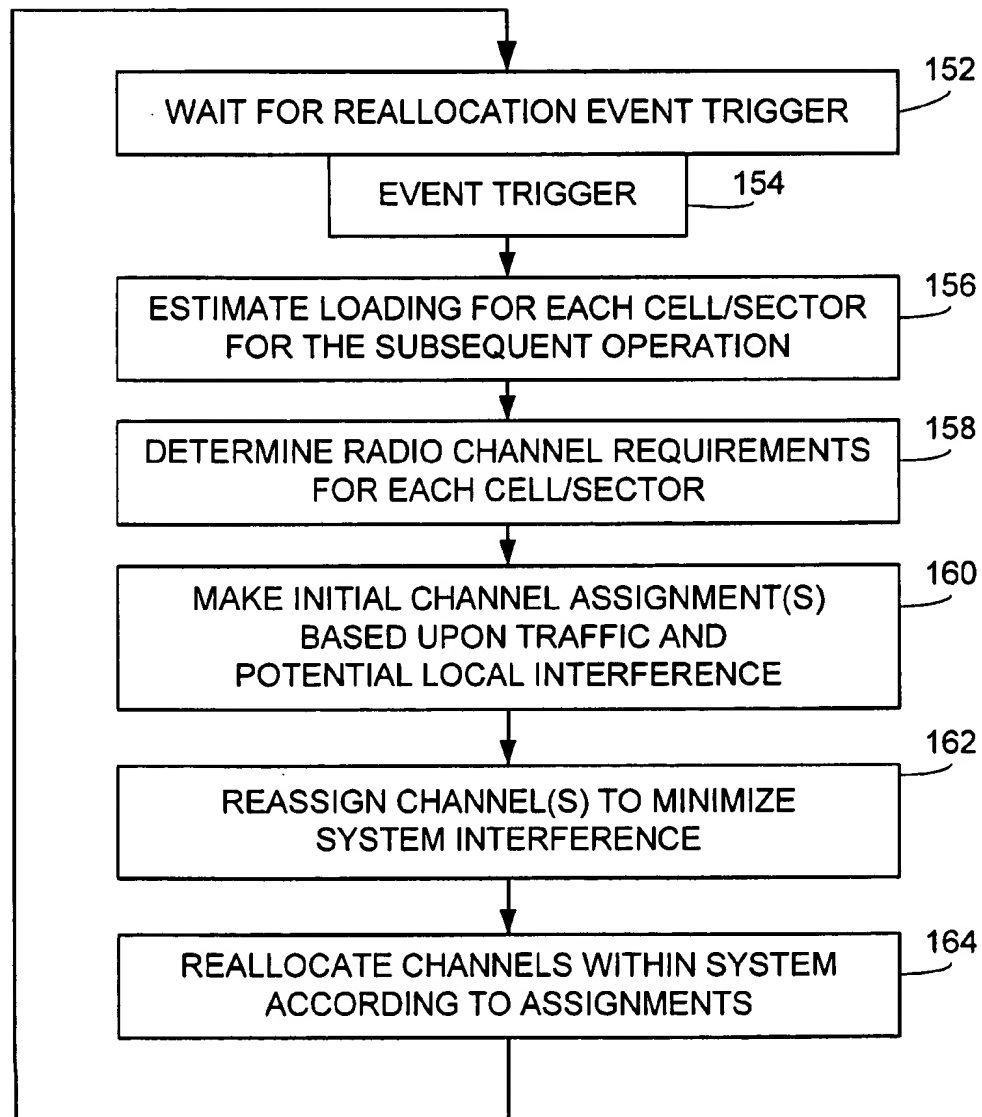 152
WAIT FOR REALLOCATION EVENT TRIGGER
154
EVENT TRIGGER
156
ESTIMATE LOADING FOR EACH CELL/SECTOR
FOR THE SUBSEQUENT OPERATION
158
DETERMINE RADIO CHANNEL REQUIREMENTS
FOR EACH CELL/SECTOR
160
MAKE INITIAL CHANNEL ASSIGNMENT(S)
BASED UPON TRAFFIC AND
POTENTIAL LOCAL INTERFERENCE
162
REASSIGN CHANNEL(S) TO MINIMIZE
SYSTEM INTERFERENCE
164
REALLOCATE CHANNELS WITHIN SYSTEM
ACCORDING TO ASSIGNMENTS